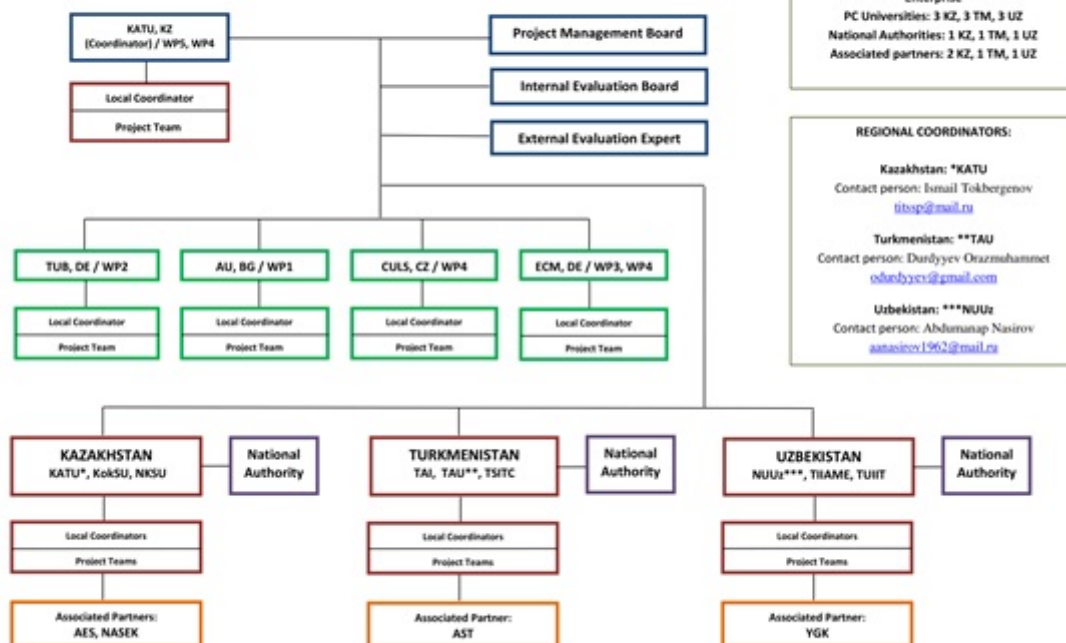 KATU, KZ
(Coordinator) / WP5, WP4
Local Coordinator
Project Team
Project Management Board
Internal Evaluation Board
External Evaluation Expert
Enterprise
PC Universities: 3 KZ, 3 TM, 3 UZ
National Authorities: 1 KZ, 1 TM, 1 UZ
Associated partners: 2 KZ, 1 TM, 1 UZ
REGIONAL COORDINATORS:
Kazakhstan: *KATU
Contact person: Ismail Tokbergenov
titssp@mail.ru
Turkmenistan: **TAU
Contact person: Durdyyev Orazmuhammet
odurdyyev@gmail.com
Uzbekistan: ***NUUz
Contact person: Abdumanap Nasirov
aanasirov1962@mail.ru
TUB, DE / WP2
Local Coordinator
Project Team
AU, BG / WP1
Local Coordinator
Project Team
CULS, CZ / WP4
Local Coordinator
Project Team
ECM, DE / WP3, WP4
Local Coordinator
Project Team
KAZAKHSTAN
KATU*, KokSU, NKSU
National
Authority
Local Coordinators
Project Teams
Associated Partners:
AES, NASEK
TURKMENISTAN
TAI, TAU**, TSITC
National
Authority
Local Coordinators
Project Teams
Associated Partner:
AST
UZBEKISTAN
NUUz***, TIIAME, TUIIT
National
Authority
Local Coordinators
Project Teams
Associated Partner:
YGK